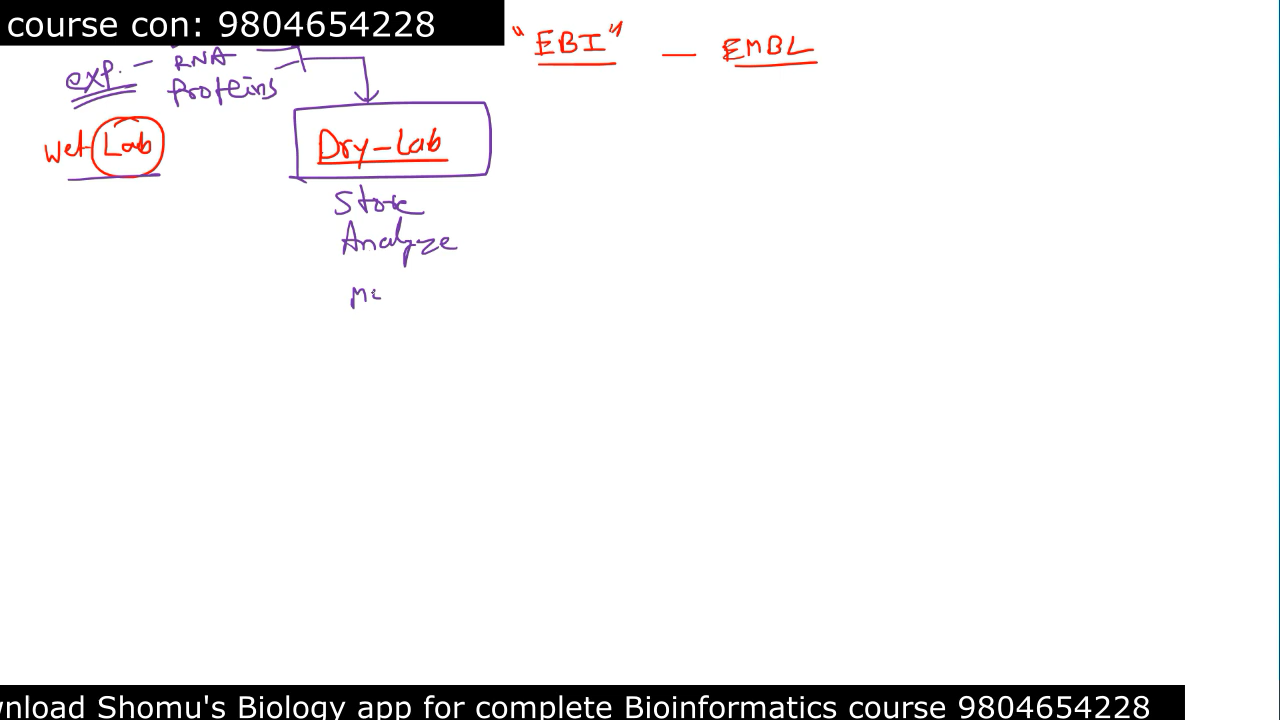 course con: 9804654228
"EBI" — EMBL
exp. — RNA
Proteins
Wet Lab
Dry-Lab
Store
Analyze
wnload Shomu's Biology app for complete Bioinformatics course 9804654228